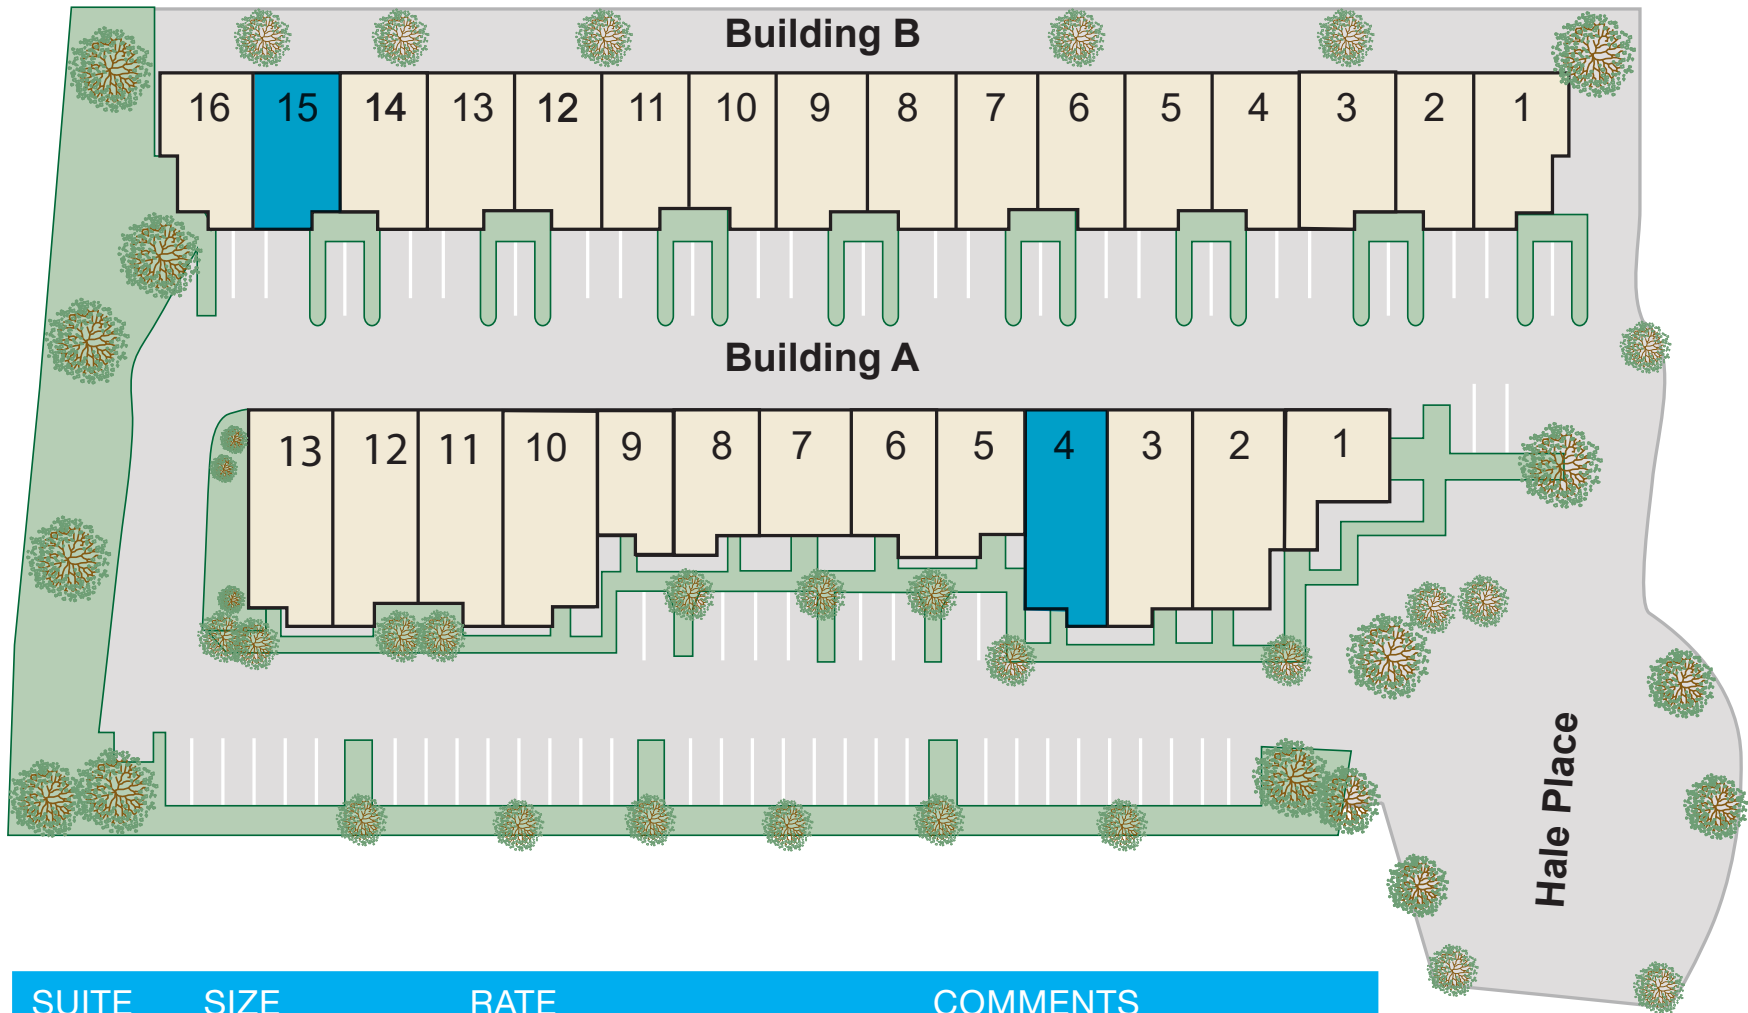 Building B
16 15 14 13 12 11 10 9 8 7 6 5 4 3 2 1
Building A
13 12 11 10 9 8 7 6 5 4 3 2 1
Hale Place
SUITE SIZE RATE COMMENTS